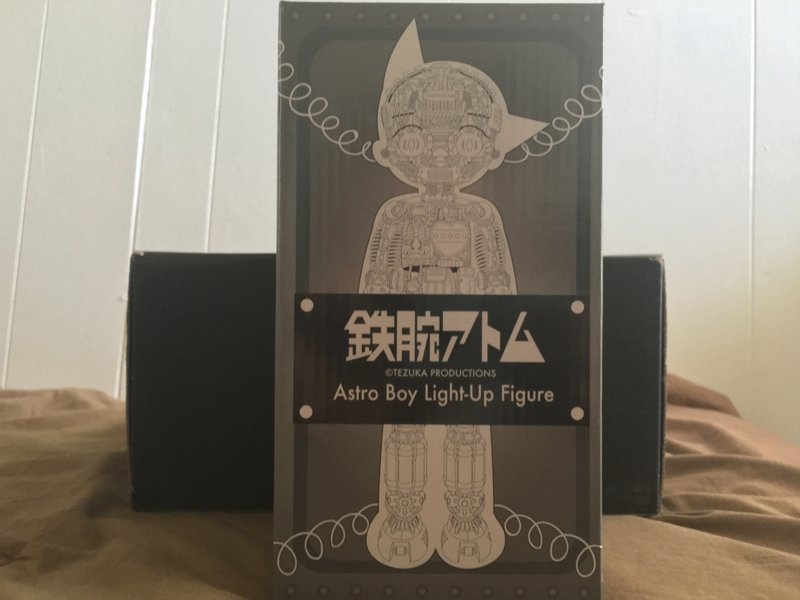 鉄腕アトム
©TEZUKA PRODUCTIONS
Astro Boy Light-Up Figure